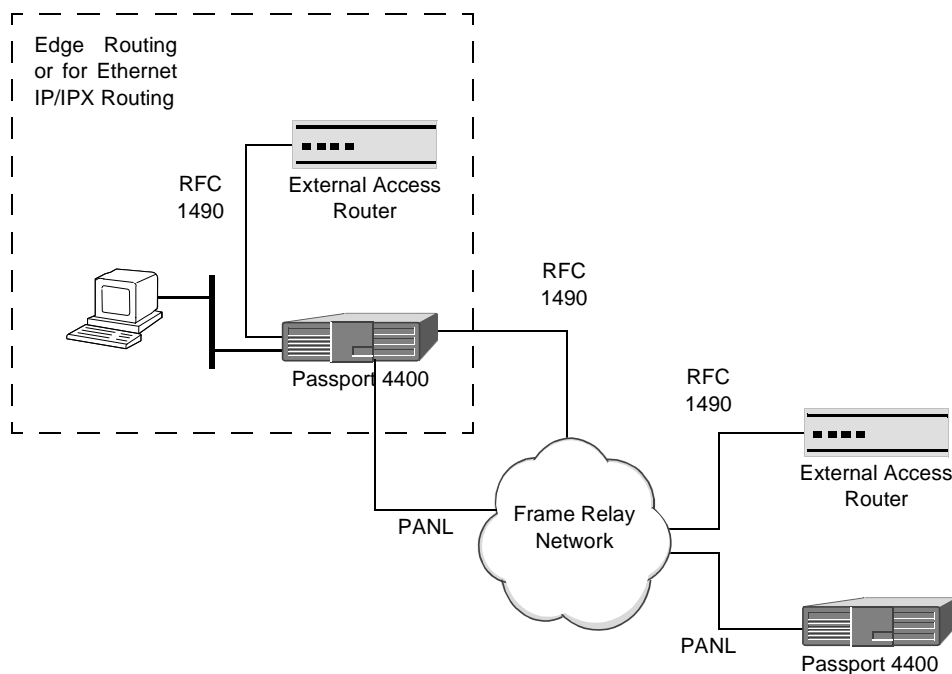 Edge Routing
or for Ethernet
IP/IPX Routing
External Access
Router
RFC
1490
Passport 4400
RFC
1490
PANL
Frame Relay
Network
RFC
1490
External Access
Router
PANL
Passport 4400